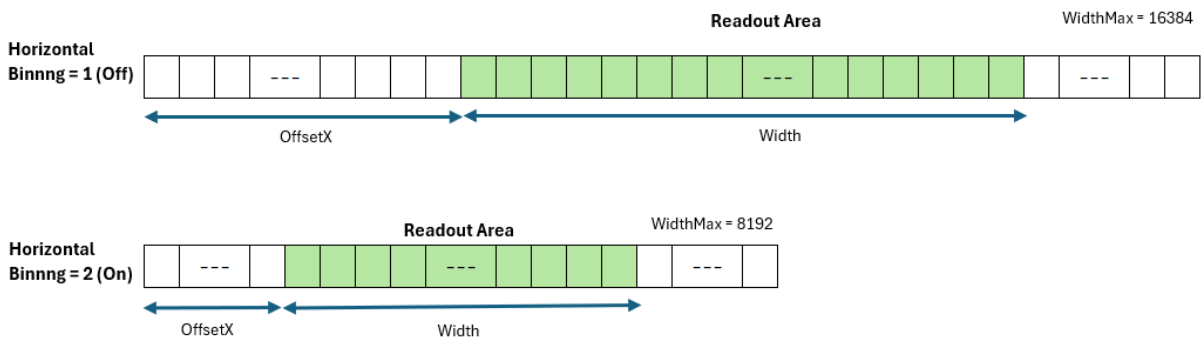 Readout Area
WidthMax = 16384
Horizontal
Binnng = 1 (Off)
---
---
---
OffsetX
Width
Readout Area
WidthMax = 8192
Horizontal
Binnng = 2 (On)
---
---
---
OffsetX
Width